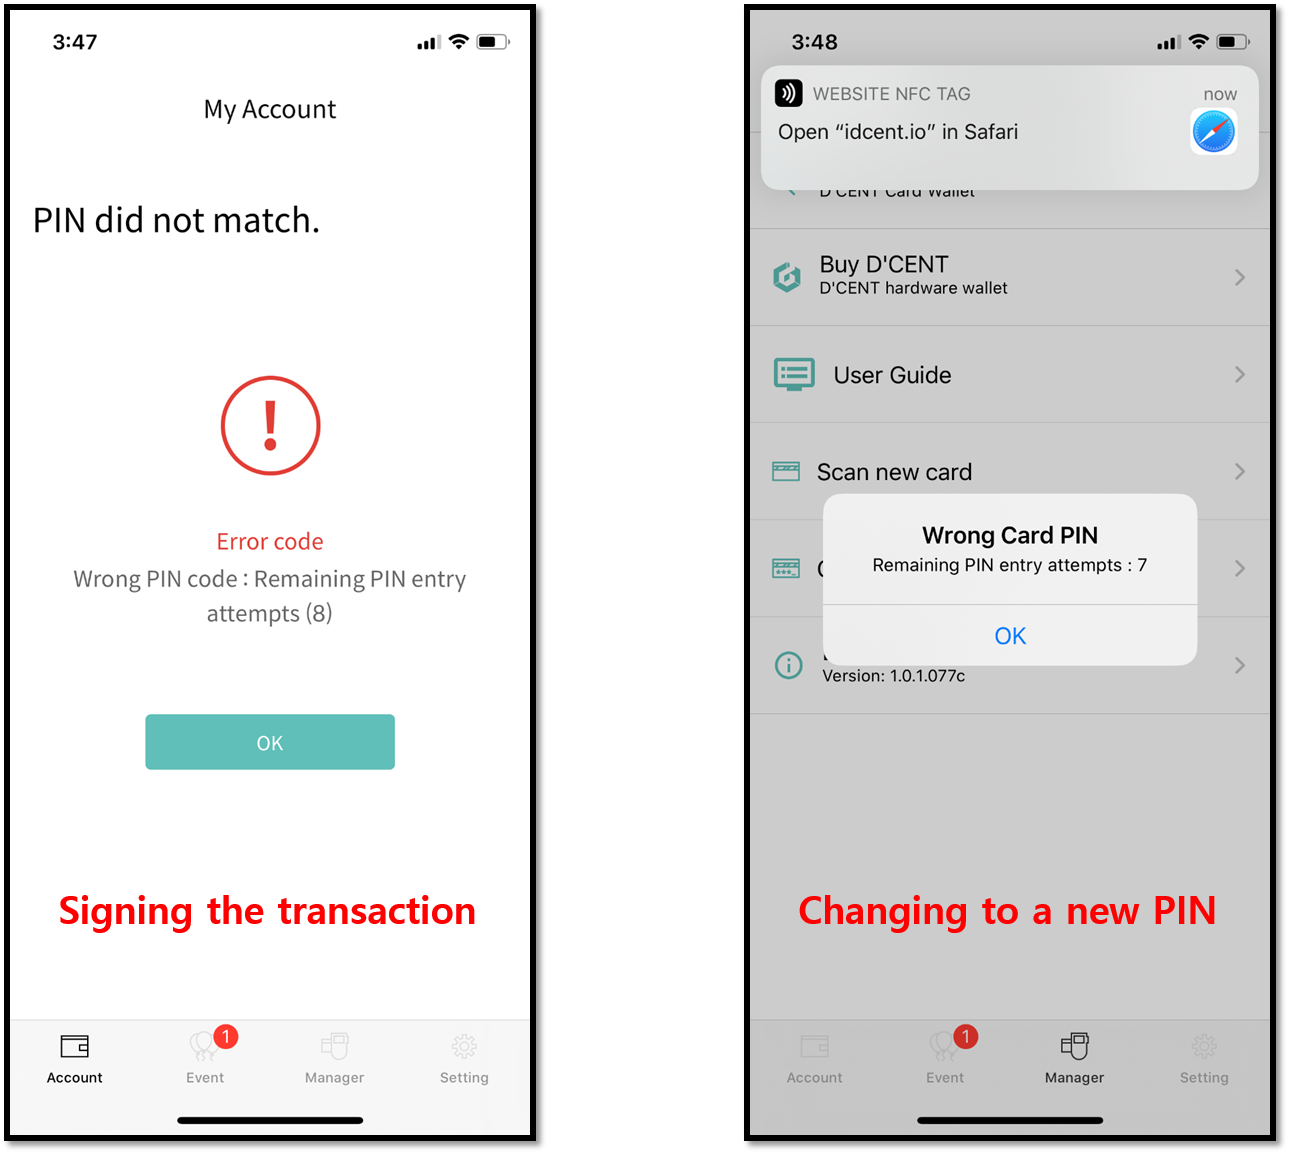 3:47
My Account
PIN did not match.
!
Error code
Wrong PIN code : Remaining PIN entry
attempts (8)
OK
Signing the transaction
1
Account
Event
Manager
Setting
3:48
WEBSITE NFC TAG
now
Open “idcent.io” in Safari
D'CENT Card Wallet
Buy D'CENT
D'CENT hardware wallet
User Guide
Scan new card
Wrong Card PIN
Remaining PIN entry attempts : 7
OK
Version: 1.0.1.077c
Changing to a new PIN
1
Account
Event
Manager
Setting